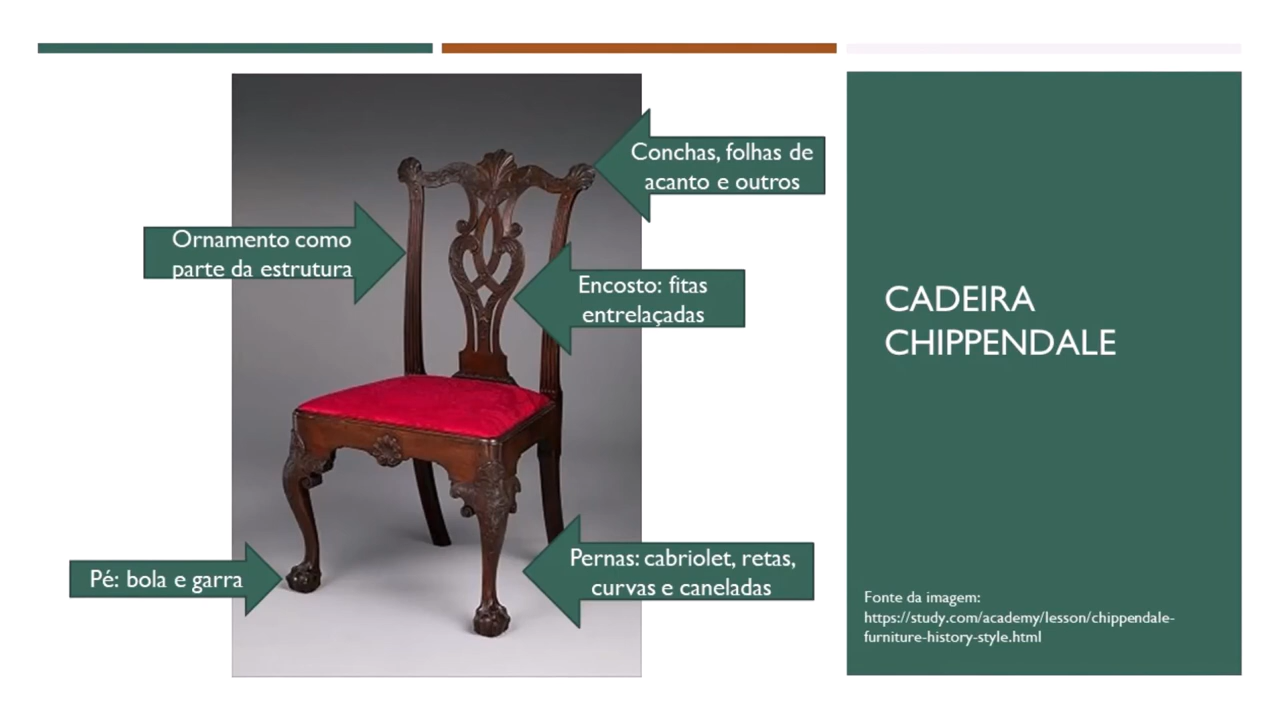 Conchas, folhas de
acanto e outros
Ornamento como
parte da estrutura
Encosto: fitas
entrelaçadas
Pé: bola e garra
Pernas: cabriolet, retas,
curvas e caneladas
CADEIRA
CHIPPENDALE
Fonte da imagem:
https://study.com/academy/lesson/chippendale-
furniture-history-style.html